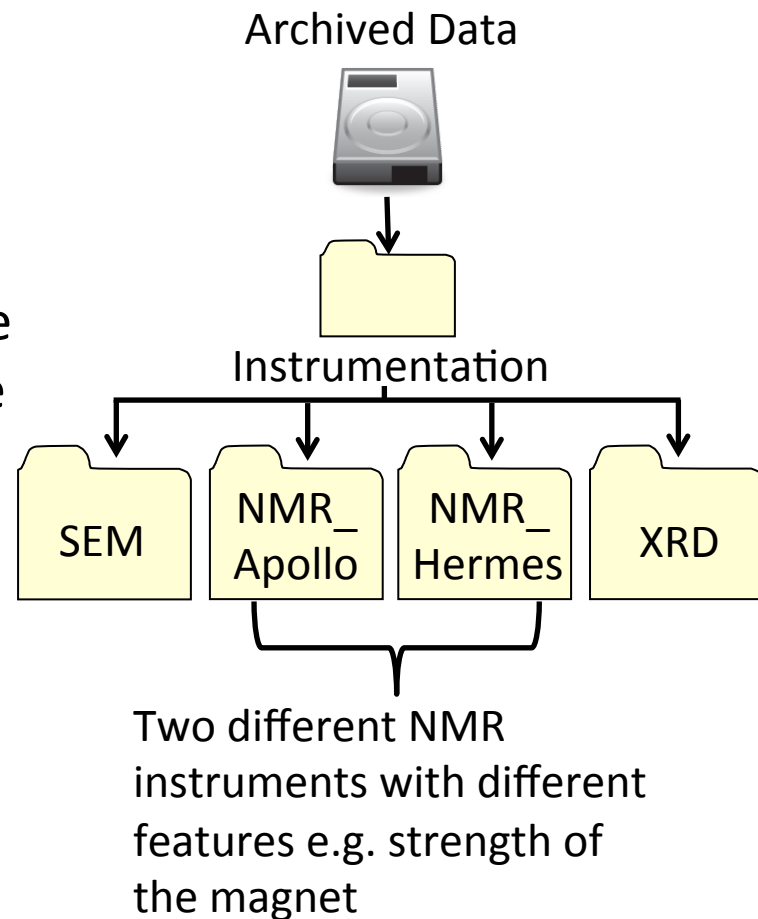 Archived Data
e
Instrumentation
e
SEM
NMR_
Apollo
NMR_
Hermes
XRD
Two different NMR
instruments with different
features e.g. strength of
the magnet